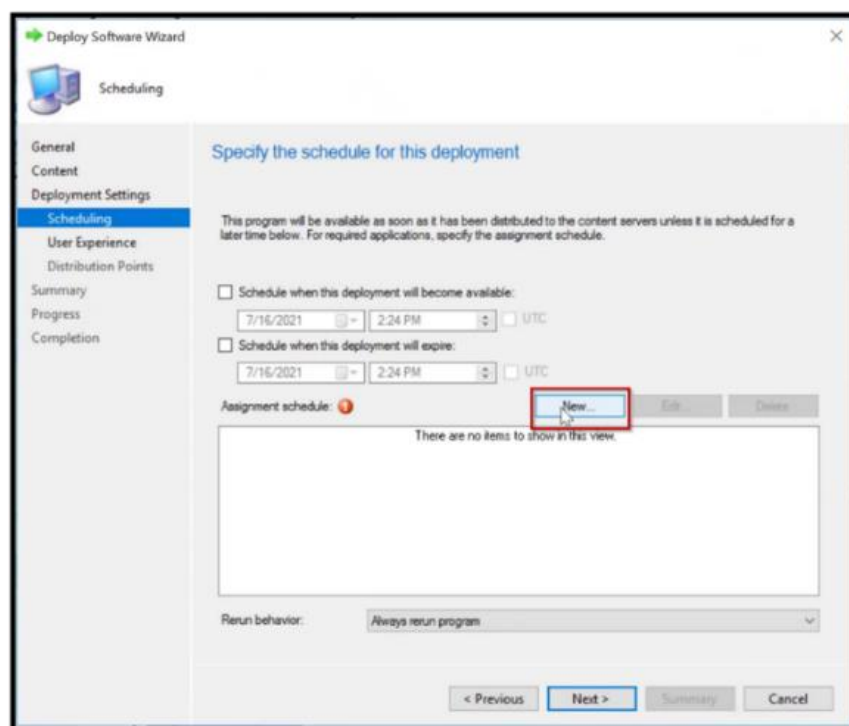 Deploy Software Wizard
Scheduling
General
Content
Deployment Settings
Scheduling
User Experience
Distribution Points
Summary
Progress
Completion
Specify the schedule for this deployment
This program will be available as soon as it has been distributed to the content servers unless it is scheduled for a
later time below. For required applications, specify the assignment schedule.
Schedule when this deployment will become available:
7/16/2021 2:24 PM UTC
Schedule when this deployment will expire:
7/16/2021 2:24 PM UTC
Assignment schedule: New... Edit... Delete
There are no items to show in this view.
Rerun behavior: Always rerun program
< Previous Next > Summary Cancel